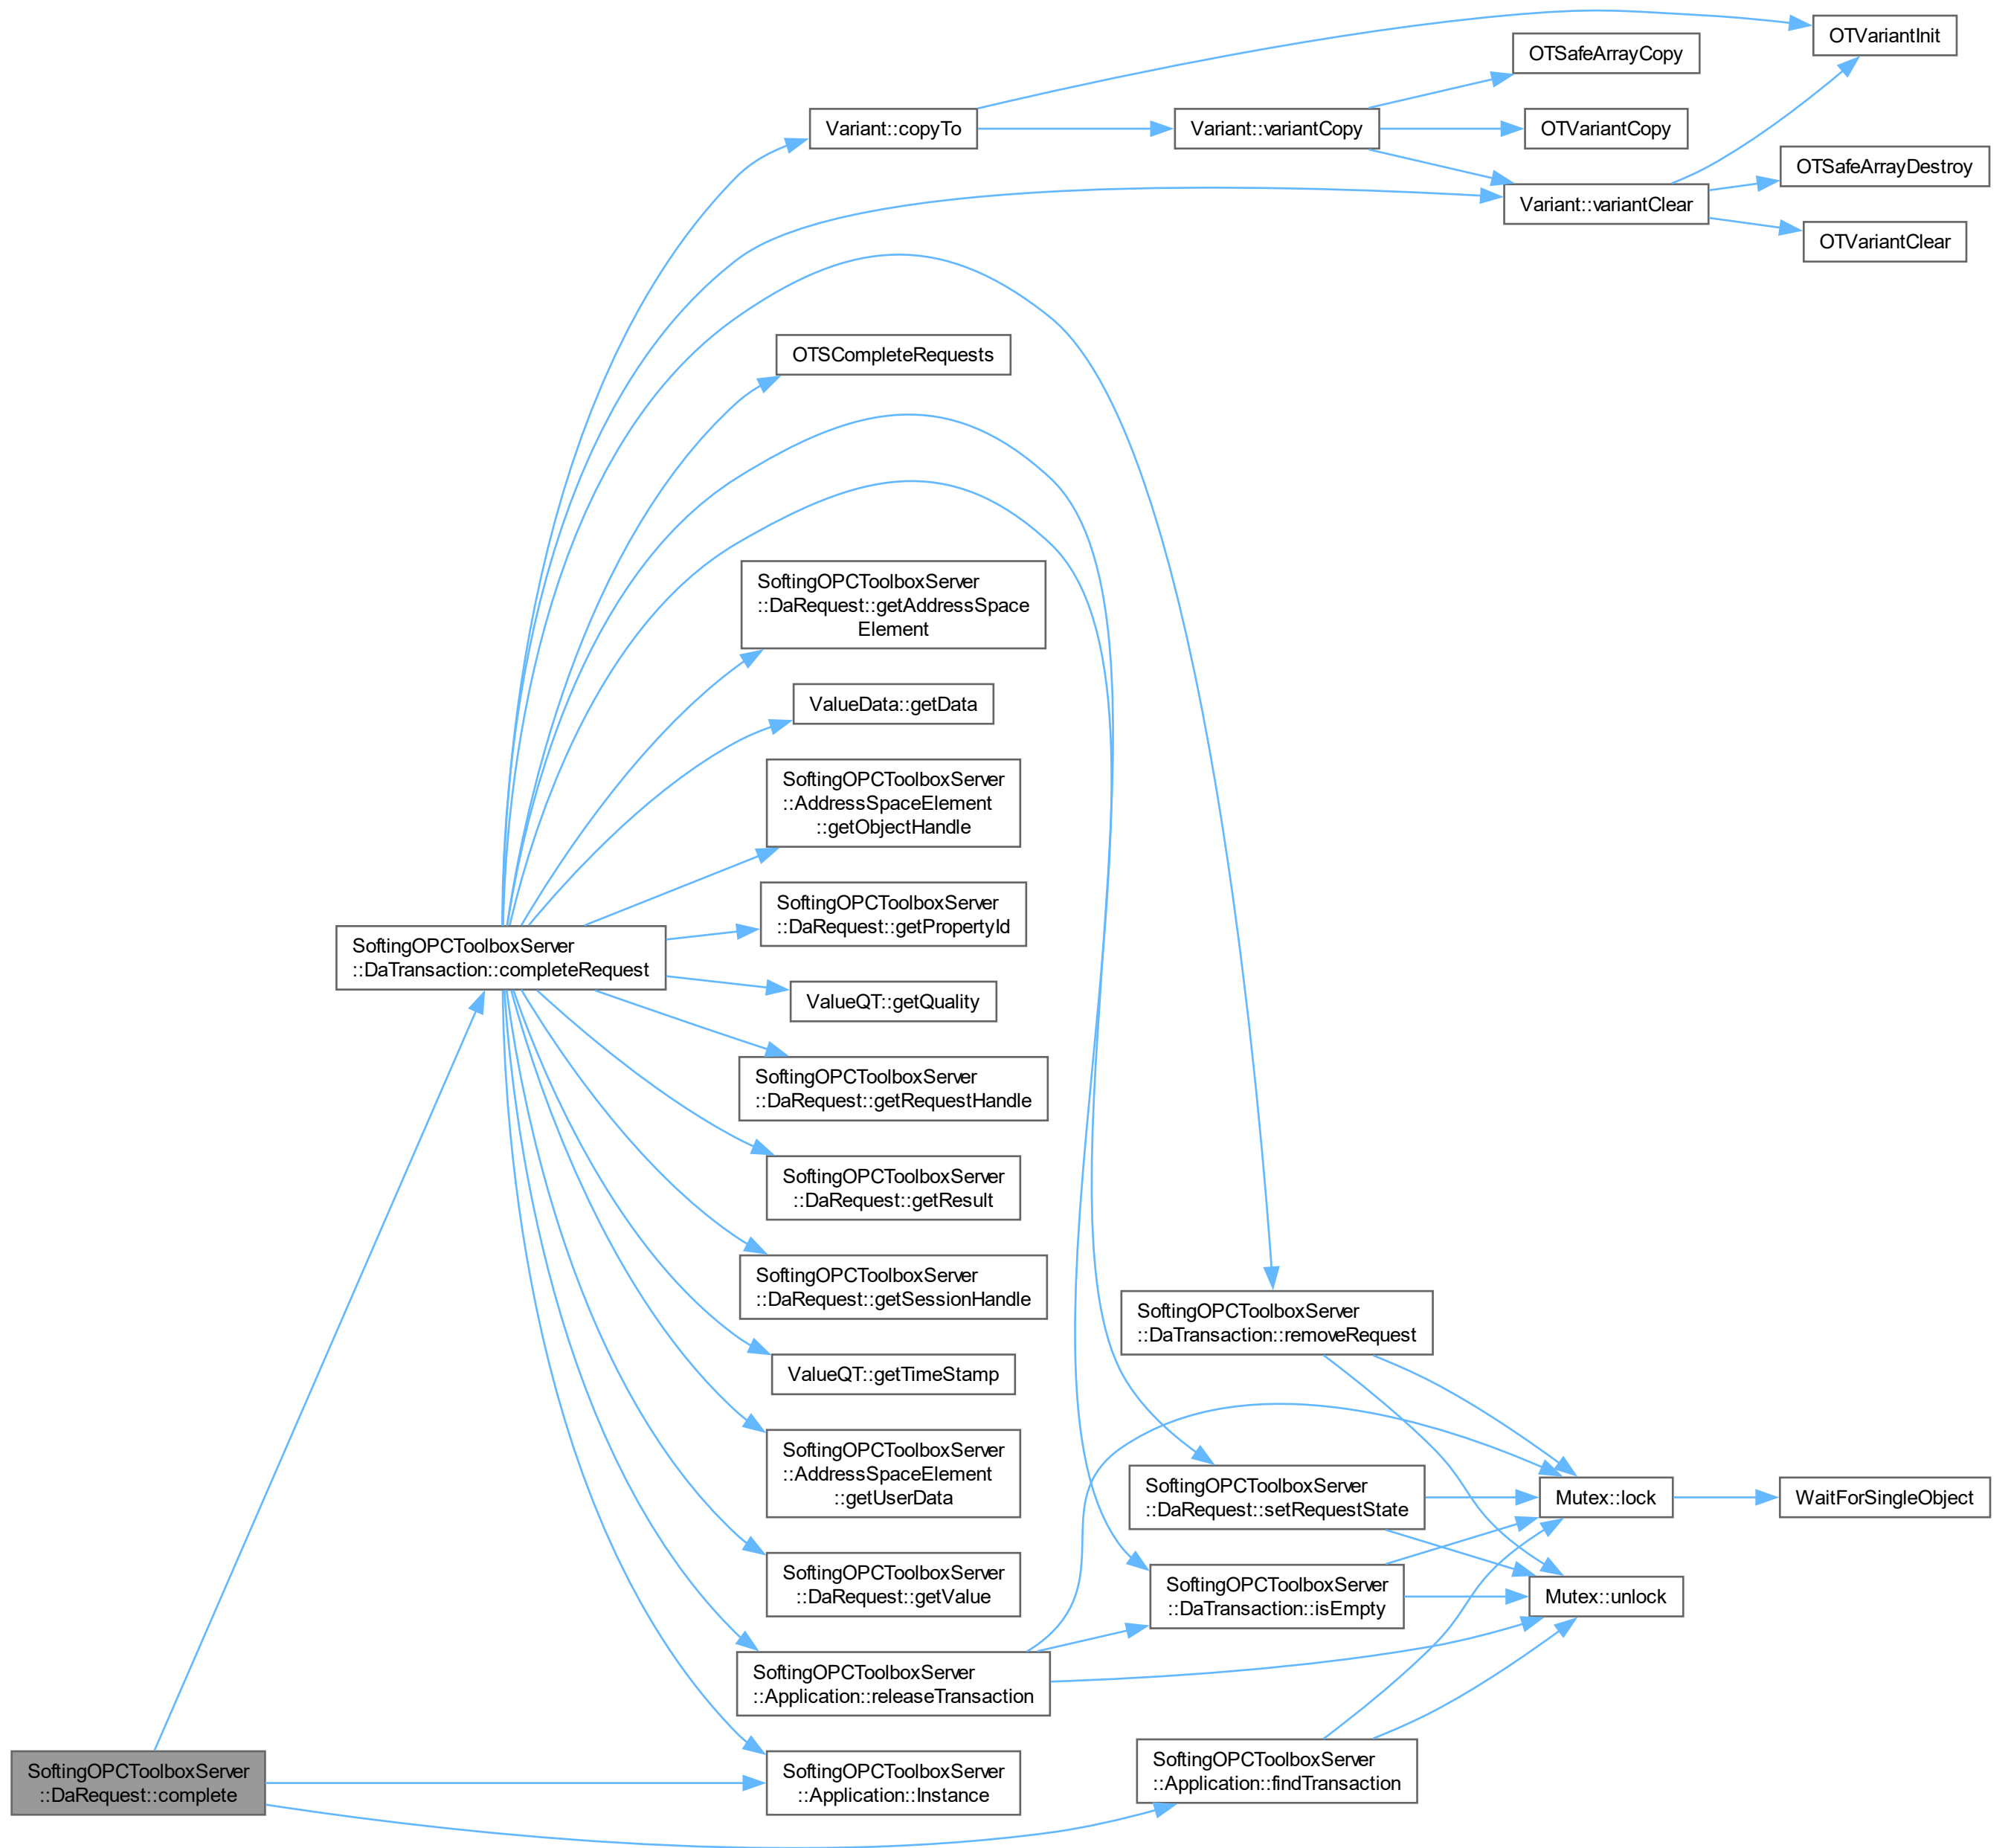 OTVariantInit
OTSafeArrayCopy
Variant::copyTo
Variant::variantCopy
OTVariantCopy
OTSafeArrayDestroy
Variant::variantClear
OTVariantClear
OTSCompleteRequests
SoftingOPCToolboxServer
::DaRequest::getAddressSpace
Element
ValueData::getData
SoftingOPCToolboxServer
::AddressSpaceElement
::getObjectHandle
SoftingOPCToolboxServer
::DaRequest::getPropertyId
SoftingOPCToolboxServer
::DaTransaction::completeRequest
ValueQT::getQuality
SoftingOPCToolboxServer
::DaRequest::getRequestHandle
SoftingOPCToolboxServer
::DaRequest::getResult
SoftingOPCToolboxServer
::DaRequest::getSessionHandle
SoftingOPCToolboxServer
::DaTransaction::removeRequest
ValueQT::getTimeStamp
SoftingOPCToolboxServer
::AddressSpaceElement
::getUserData
SoftingOPCToolboxServer
::DaRequest::setRequestState
Mutex::lock
WaitForSingleObject
SoftingOPCToolboxServer
::DaRequest::getValue
SoftingOPCToolboxServer
::DaTransaction::isEmpty
Mutex::unlock
SoftingOPCToolboxServer
::Application::releaseTransaction
SoftingOPCToolboxServer
::DaRequest::complete
SoftingOPCToolboxServer
::Application::Instance
SoftingOPCToolboxServer
::Application::findTransaction